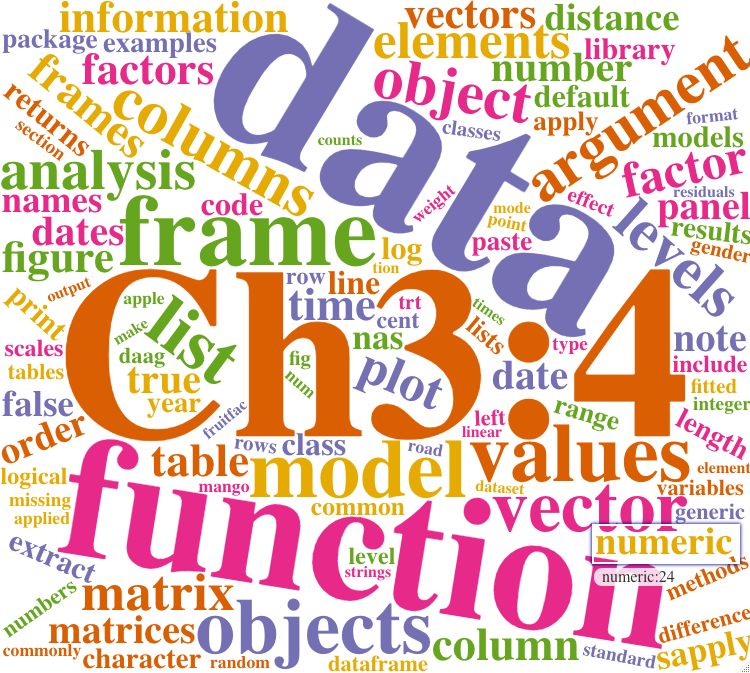 information
vectors
distance
package
examples
elements
library
factors
number
frames
columns
object
default
data
argument
returns
section
counts
classes
apply
format
models
analysis
factor
residuals
names
code
weight
mode
point
effect
panel
dates
frame
log
paste
levels
results
gender
figure
tion
output
row
line
print
apple
list
time
trt
cent
times
lists
note
make
nas
type
scales
daag
fig
Ch3:4
include
tables
true
num
plot
date
fitted
false
year
fruitfac
range
integer
order
rows
class
road
left
linear
length
logical
table
model
values
element
mango
dataset
variables
missing
applied
common
vector
generic
function
numeric
extract
level
strings
numeric:24
methods
numbers
matrix
matrices
objects
column
difference
commonly
character
random
dataframe
standard
sapply